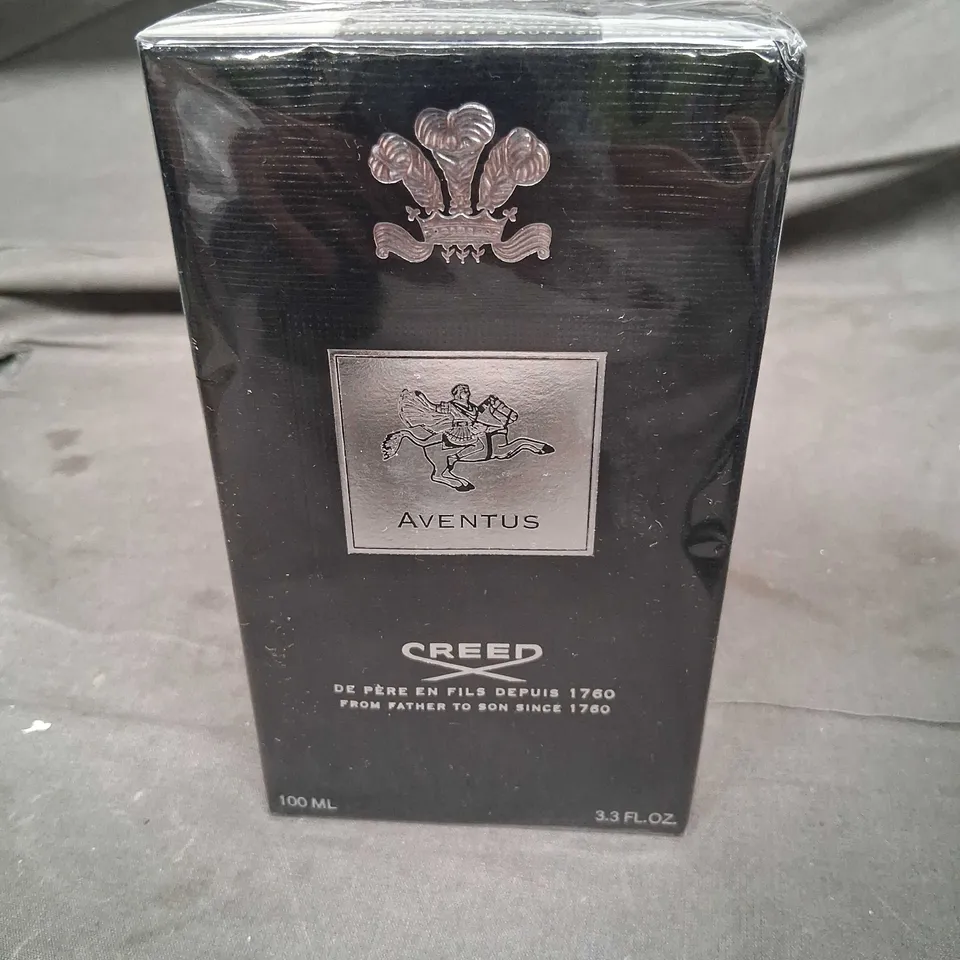 AVENTUS
CREED
DE PÈRE EN FILS DEPUIS 1760
FROM FATHER TO SON SINCE 1760
100 ML
3.3 FL.OZ.